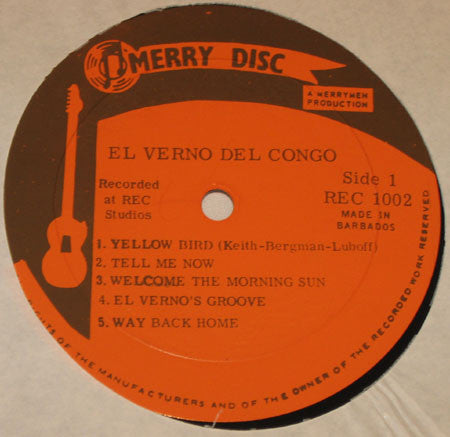 MERRY DISC
A MERRYMEN
PRODUCTION
EL VERNO DEL CONGO
Recorded
at REC
Studios
Side 1
REC 1002
MADE IN
BARBADOS
1. YELLOW BIRD (Keith-Bergman-Luboff)
2. TELL ME NOW
3. WELCOME THE MORNING SUN
4. EL VERNO'S GROOVE
5. WAY BACK HOME
RIGHTS OF THE MANUFACTURERS AND OF THE OWNER OF THE RECORDED WORK RESERVED